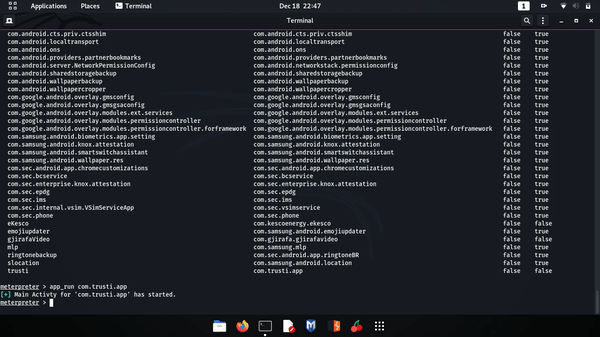 Applications Places Terminal Dec 18 22:47 1
Terminal
com.android.cts.priv.ctsshim com.android.cts.priv.ctsshim false true
com.android.localtransport com.android.localtransport false true
com.android.ons com.android.ons false true
com.android.providers.partnerbookmarks com.android.providers.partnerbookmarks false true
com.android.server.NetworkPermissionConfig com.android.networkstack.permissionconfig false true
com.android.sharedstoragebackup com.android.sharedstoragebackup false true
com.android.wallpaperbackup com.android.wallpaperbackup false true
com.android.wallpapercropper com.android.wallpapercropper false true
com.google.android.overlay.gmsconfig com.google.android.overlay.gmsconfig false true
com.google.android.overlay.gmsgsaconfig com.google.android.overlay.gmsgsaconfig false true
com.google.android.overlay.modules.ext.services com.google.android.overlay.modules.ext.services false true
com.google.android.overlay.modules.permissioncontroller com.google.android.overlay.modules.permissioncontroller false true
com.google.android.overlay.modules.permissioncontroller.forframework com.google.android.overlay.modules.permissioncontroller.forframework false true
com.samsung.android.biometrics.app.setting com.samsung.android.biometrics.app.setting false true
com.samsung.android.knox.attestation com.samsung.android.knox.attestation false true
com.samsung.android.smartswitchassistant com.samsung.android.smartswitchassistant false true
com.samsung.android.wallpaper.res com.samsung.android.wallpaper.res false true
com.sec.android.app.chromecustomizations com.sec.android.app.chromecustomizations false true
com.sec.bcservice com.sec.bcservice false true
com.sec.enterprise.knox.attestation com.sec.enterprise.knox.attestation false true
com.sec.epdg com.sec.epdg false true
com.sec.ims com.sec.ims false true
com.sec.internal.vsim.VSimServiceApp com.sec.vsimservice false true
com.sec.phone com.sec.phone false true
eKesco com.kescoenergy.ekesco false false
emojiupdater com.samsung.android.emojiupdater false true
gjirafaVideo com.gjirafa.gjirafavideo false false
mlp com.samsung.mlp false true
ringtonebackup com.sec.android.app.ringtoneBR false true
slocation com.samsung.android.location false true
trusti com.trusti.app false false
meterpreter > app_run com.trusti.app
[+] Main Activty for 'com.trusti.app' has started.
meterpreter >